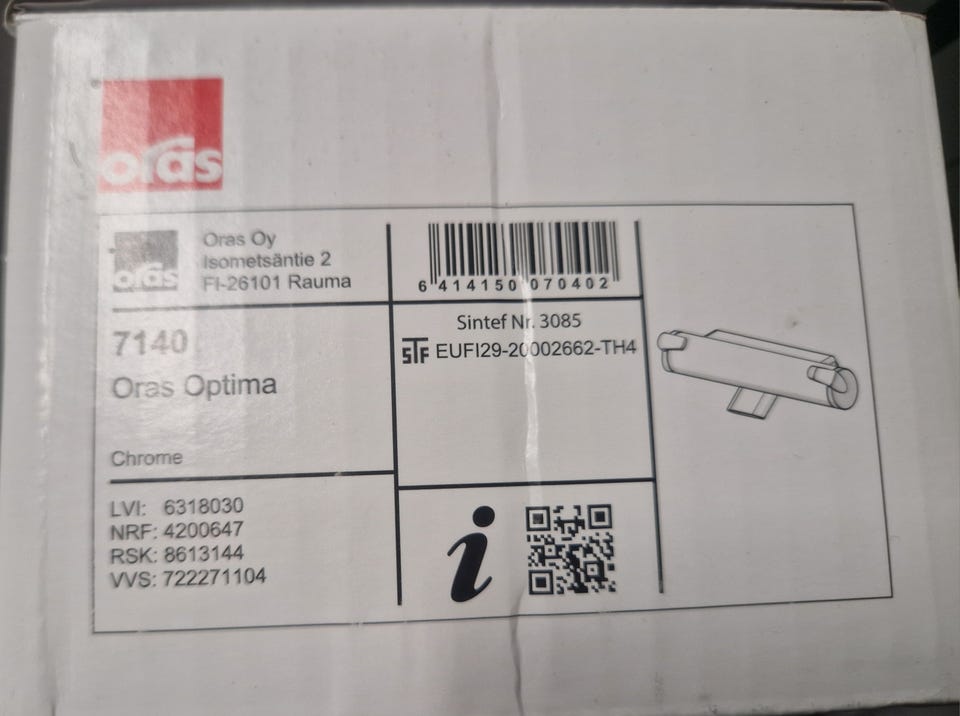 oras
oras
Oras Oy
Isometsäntie 2
FI-26101 Rauma
7140
Oras Optima
Chrome
LVI: 6318030
NRF: 4200647
RSK: 8613144
VVS: 722271104
6 414150 070402
Sintef Nr. 3085
STF EUFI29-20002662-TH4
i